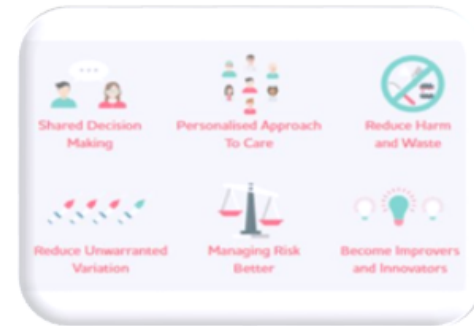 Shared Decision
Making
Personalised Approach
To Care
Reduce Harm
and Waste
Reduce Unwarranted
Variation
Managing Risk
Better
Become Improvers
and Innovators